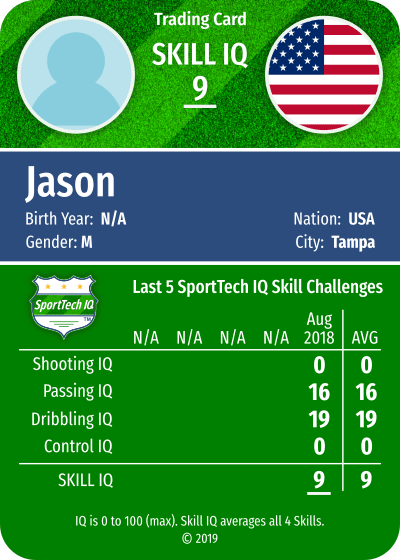 Trading Card
SKILL IQ
9
Jason
Birth Year: N/A
Nation: USA
Gender: M
City: Tampa
SportTech IQ
TM
Last 5 SportTech IQ Skill Challenges
N/A N/A N/A N/A Aug 2018 AVG
Shooting IQ 0 0
Passing IQ 16 16
Dribbling IQ 19 19
Control IQ 0 0
SKILL IQ 9 9
IQ is 0 to 100 (max). Skill IQ averages all 4 Skills.
© 2019